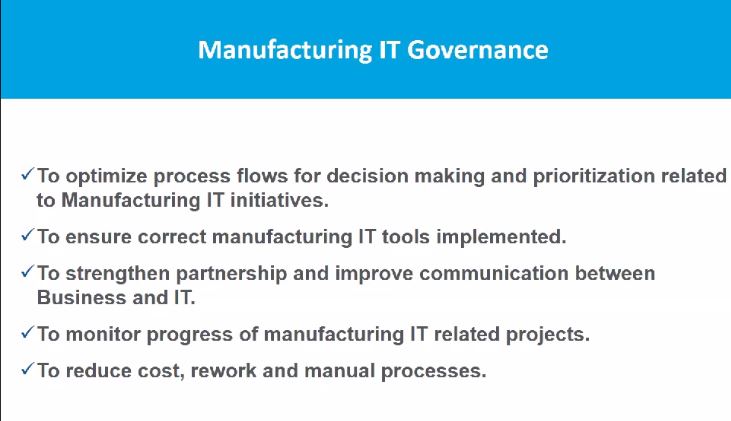 Manufacturing IT Governance
✓To optimize process flows for decision making and prioritization related
to Manufacturing IT initiatives.
✓To ensure correct manufacturing IT tools implemented.
✓To strengthen partnership and improve communication between
Business and IT.
✓To monitor progress of manufacturing IT related projects.
✓To reduce cost, rework and manual processes.